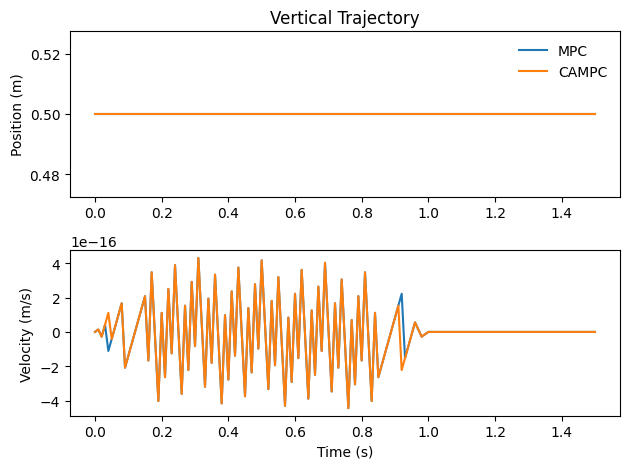 Vertical Trajectory
Position (m)
0.52
0.50
0.48
MPC
CAMPC
0.0 0.2 0.4 0.6 0.8 1.0 1.2 1.4
1e−16
Velocity (m/s)
4
2
0
−2
−4
0.0 0.2 0.4 0.6 0.8 1.0 1.2 1.4
Time (s)